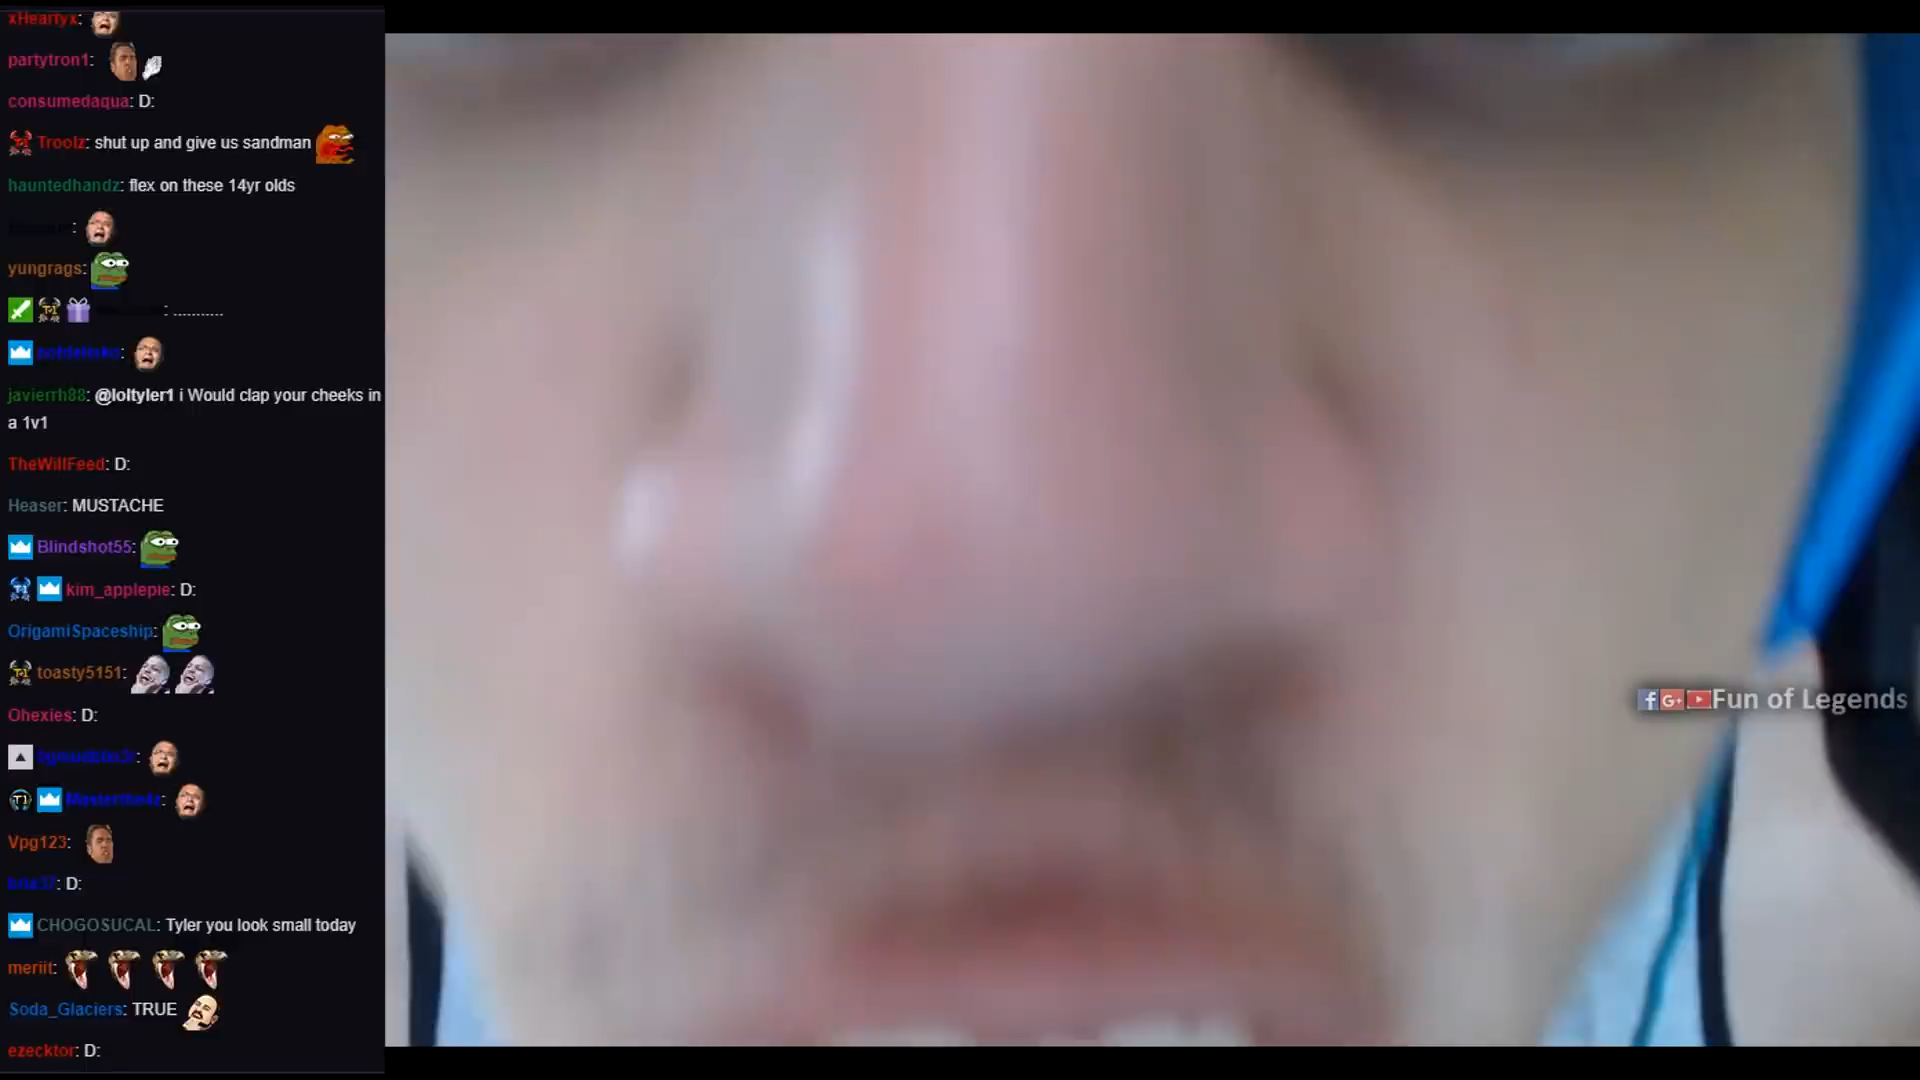 xHeartyx:
partytron1:
consumedaqua: D:
Troolz: shut up and give us sandman
hauntedhandz: flex on these 14yr olds
:
yungrags:
: ...........
:
javierrh88: @loltyler1 i Would clap your cheeks in
a 1v1
TheWillFeed: D:
Heaser: MUSTACHE
Blindshot55:
kim_applepie: D:
OrigamiSpaceship:
toasty5151:
Ohexies: D:
:
:
Vpg123:
D:
CHOGOSUCAL: Tyler you look small today
meriit:
Soda_Glaciers: TRUE
ezecktor: D:
Fun of Legends